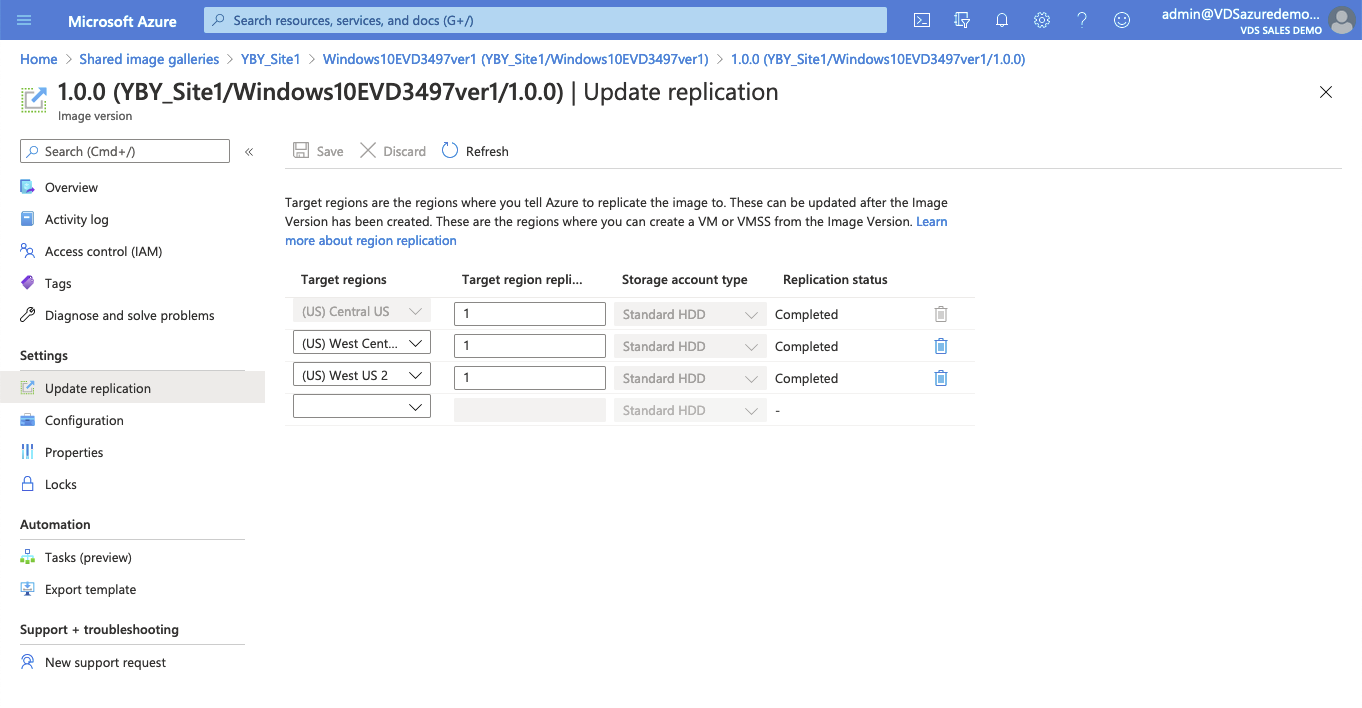 Microsoft Azure
Search resources, services, and docs (G+/)
admin@VDSazuredemo...
VDS SALES DEMO
Home > Shared image galleries > YBY_Site1 > Windows10EVD3497ver1 (YBY_Site1/Windows10EVD3497ver1) > 1.0.0 (YBY_Site1/Windows10EVD3497ver1/1.0.0)
1.0.0 (YBY_Site1/Windows10EVD3497ver1/1.0.0) | Update replication
Image version
Search (Cmd+/)
«
Overview
Activity log
Access control (IAM)
Tags
Diagnose and solve problems
Settings
Update replication
Configuration
Properties
Locks
Automation
Tasks (preview)
Export template
Support + troubleshooting
New support request
Save Discard Refresh
Target regions are the regions where you tell Azure to replicate the image to. These can be updated after the Image
Version has been created. These are the regions where you can create a VM or VMSS from the Image Version. Learn
more about region replication
Target regions Target region repli... Storage account type Replication status
(US) Central US 1 Standard HDD Completed
(US) West Cent... 1 Standard HDD Completed
(US) West US 2 1 Standard HDD Completed
Standard HDD -